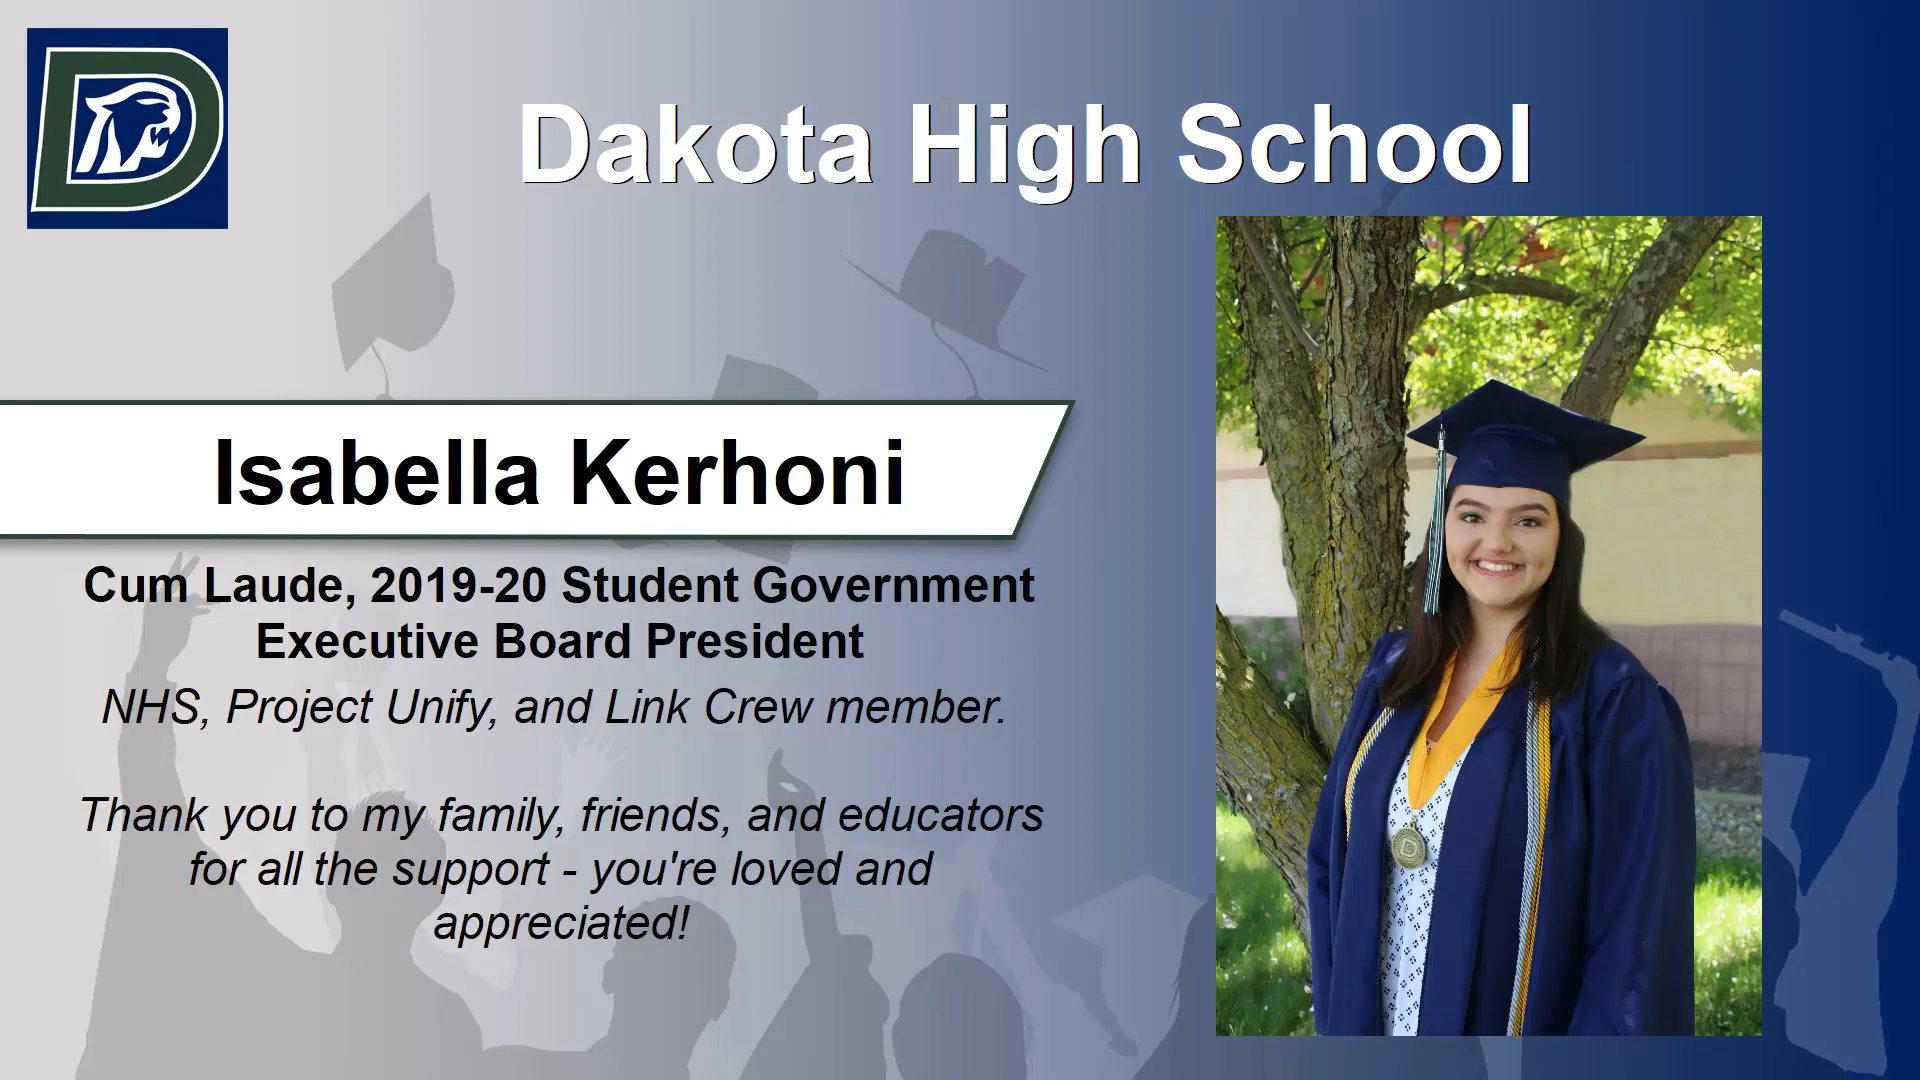 D
Dakota High School
Isabella Kerhoni
Cum Laude, 2019-20 Student Government
Executive Board President
NHS, Project Unify, and Link Crew member.
Thank you to my family, friends, and educators
for all the support - you're loved and
appreciated!
D